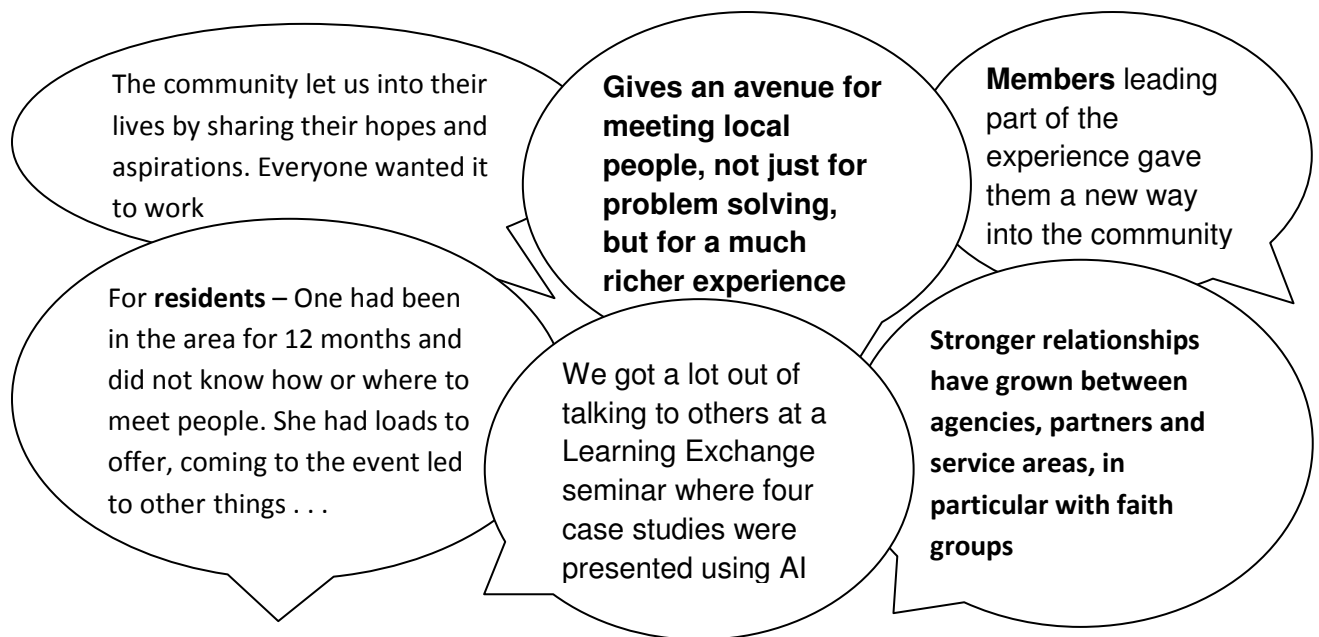 The community let us into their
lives by sharing their hopes and
aspirations. Everyone wanted it
to work
Gives an avenue for
meeting local
people, not just for
problem solving,
but for a much
richer experience
Members leading
part of the
experience gave
them a new way
into the community
For residents – One had been
in the area for 12 months and
did not know how or where to
meet people. She had loads to
offer, coming to the event led
to other things . . .
We got a lot out of
talking to others at a
Learning Exchange
seminar where four
case studies were
presented using AI
Stronger relationships
have grown between
agencies, partners and
service areas, in
particular with faith
groups